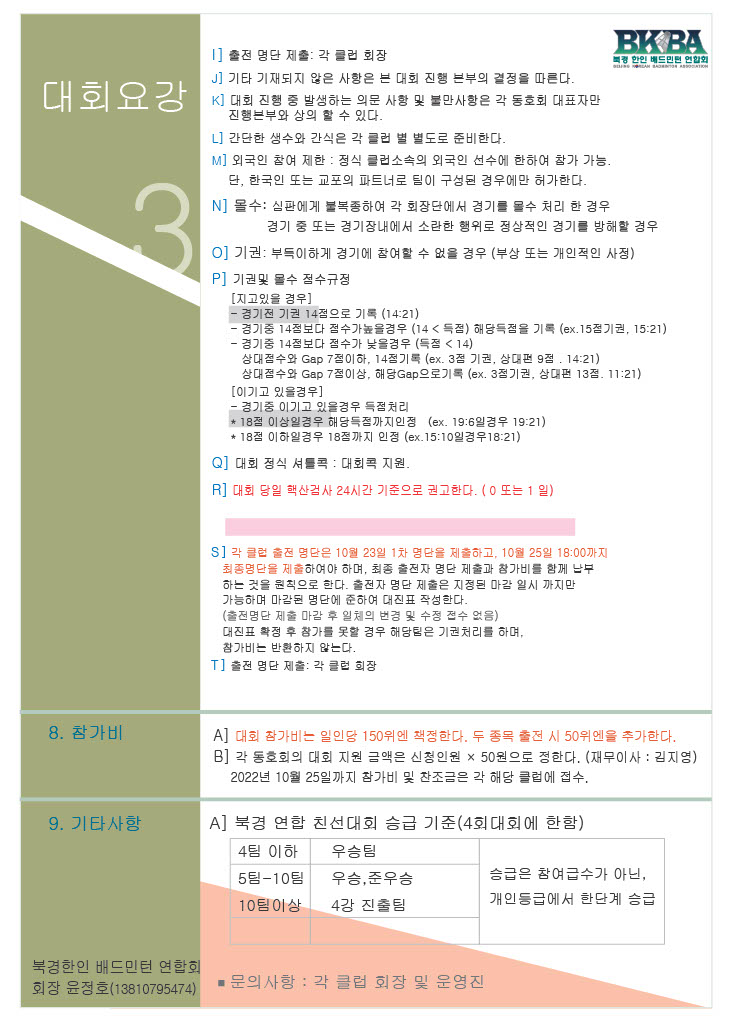 대회요강
3
BKBA
북경 한인 배드민턴 연합회
BEIJING KOREAN BADMINTON ASSOCIATION
I] 출전 명단 제출: 각 클럽 회장
J] 기타 기재되지 않은 사항은 본 대회 진행 본부의 결정을 따른다.
K] 대회 진행 중 발생하는 의문 사항 및 불만사항은 각 동호회 대표자만
진행본부와 상의 할 수 있다.
L] 간단한 생수와 간식은 각 클럽 별 별도로 준비한다.
M] 외국인 참여 제한 : 정식 클럽소속의 외국인 선수에 한하여 참가 가능.
단, 한국인 또는 교포의 파트너로 팀이 구성된 경우에만 허가한다.
N] 몰수: 심판에게 불복종하여 각 회장단에서 경기를 몰수 처리 한 경우
경기 중 또는 경기장내에서 소란한 행위로 정상적인 경기를 방해할 경우
O] 기권: 부득이하게 경기에 참여할 수 없을 경우 (부상 또는 개인적인 사정)
P] 기권및 몰수 점수규정
[지고있을 경우]
- 경기전 기권 14점으로 기록 (14:21)
- 경기중 14점보다 점수가높을경우 (14 < 득점) 해당득점을 기록 (ex.15점기권, 15:21)
- 경기중 14점보다 점수가 낮을경우 (득점 < 14)
상대점수와 Gap 7점이하, 14점기록 (ex. 3점 기권, 상대편 9점 . 14:21)
상대점수와 Gap 7점이상, 해당Gap으로기록 (ex. 3점기권, 상대편 13점. 11:21)
[이기고 있을경우]
- 경기중 이기고 있을경우 득점처리
* 18점 이상일경우 해당득점까지인정 (ex. 19:6일경우 19:21)
* 18점 이하일경우 18점까지 인정 (ex.15:10일경우18:21)
Q] 대회 정식 셔틀콕 : 대회콕 지원.
R] 대회 당일 핵산검사 24시간 기준으로 권고한다. ( 0 또는 1 일)
S] 각 클럽 출전 명단은 10월 23일 1차 명단을 제출하고, 10월 25일 18:00까지
최종명단을 제출하여야 하며, 최종 출전자 명단 제출과 참가비를 함께 납부
하는 것을 원칙으로 한다. 출전자 명단 제출은 지정된 마감 일시 까지만
가능하며 마감된 명단에 준하여 대진표 작성한다.
(출전명단 제출 마감 후 일체의 변경 및 수정 접수 없음)
대진표 확정 후 참가를 못할 경우 해당팀은 기권처리를 하며,
참가비는 반환하지 않는다.
T] 출전 명단 제출: 각 클럽 회장
8. 참가비
A] 대회 참가비는 일인당 150위엔 책정한다. 두 종목 출전 시 50위엔을 추가한다.
B] 각 동호회의 대회 지원 금액은 신청인원 × 50원으로 정한다. (재무이사 : 김지영)
2022년 10월 25일까지 참가비 및 찬조금은 각 해당 클럽에 접수.
9. 기타사항
A] 북경 연합 친선대회 승급 기준(4회대회에 한함)
4팀 이하 우승팀
5팀-10팀 우승,준우승
10팀이상 4강 진출팀
승급은 참여급수가 아닌,
개인등급에서 한단계 승급
북경한인 배드민턴 연합회
회장 윤정호(13810795474)
■ 문의사항 : 각 클럽 회장 및 운영진